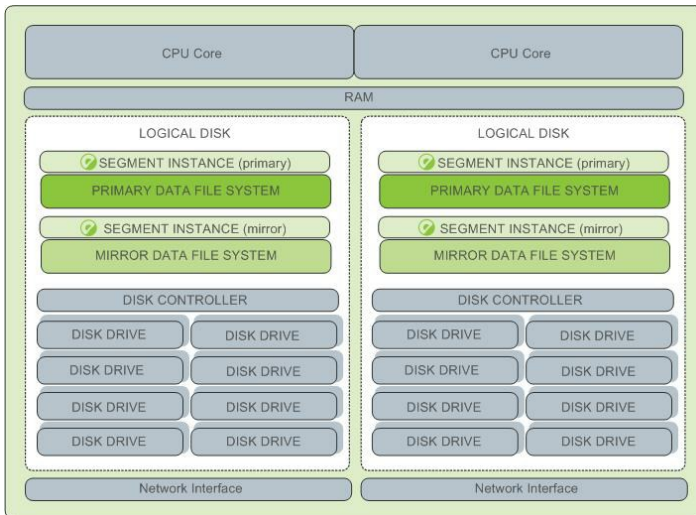 CPU Core
CPU Core
RAM
LOGICAL DISK
SEGMENT INSTANCE (primary)
PRIMARY DATA FILE SYSTEM
SEGMENT INSTANCE (mirror)
MIRROR DATA FILE SYSTEM
DISK CONTROLLER
DISK DRIVE DISK DRIVE
DISK DRIVE DISK DRIVE
DISK DRIVE DISK DRIVE
DISK DRIVE DISK DRIVE
Network Interface
LOGICAL DISK
SEGMENT INSTANCE (primary)
PRIMARY DATA FILE SYSTEM
SEGMENT INSTANCE (mirror)
MIRROR DATA FILE SYSTEM
DISK CONTROLLER
DISK DRIVE DISK DRIVE
DISK DRIVE DISK DRIVE
DISK DRIVE DISK DRIVE
DISK DRIVE DISK DRIVE
Network Interface